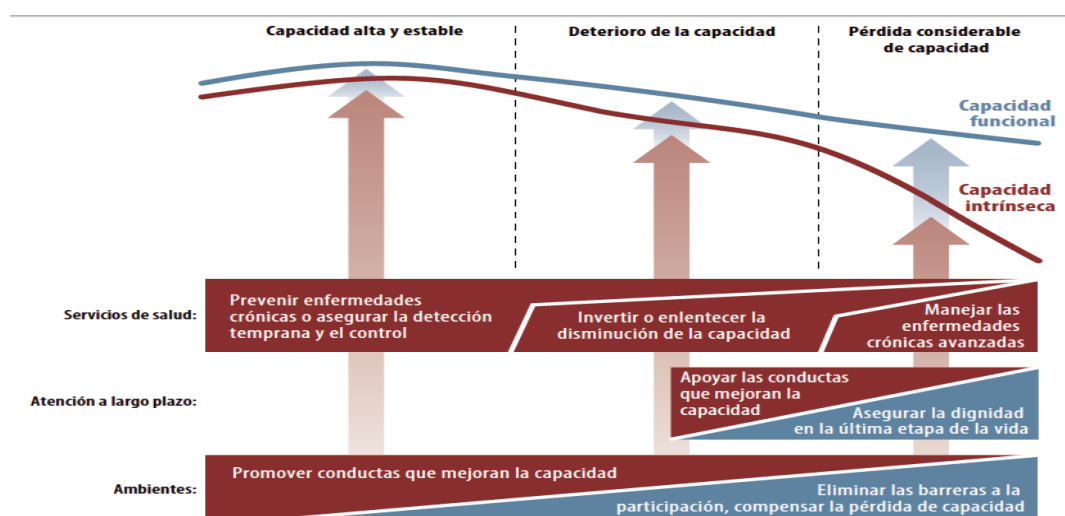 Capacidad alta y estable
Deterioro de la capacidad
Pérdida considerable
de capacidad
Capacidad
funcional
Capacidad
intrínseca
Servicios de salud:
Prevenir enfermedades
crónicas o asegurar la detección
temprana y el control
Invertir o enlentecer la
disminución de la capacidad
Manejar las
enfermedades
crónicas avanzadas
Atención a largo plazo:
Apoyar las conductas
que mejoran la
capacidad
Asegurar la dignidad
en la última etapa de la vida
Ambientes:
Promover conductas que mejoran la capacidad
Eliminar las barreras a la
participación, compensar la pérdida de capacidad